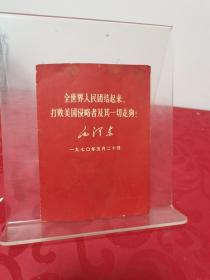 全世界人民团结起来，
打败美国侵略者及其一切走狗！
毛泽东
一九七〇年五月二十日